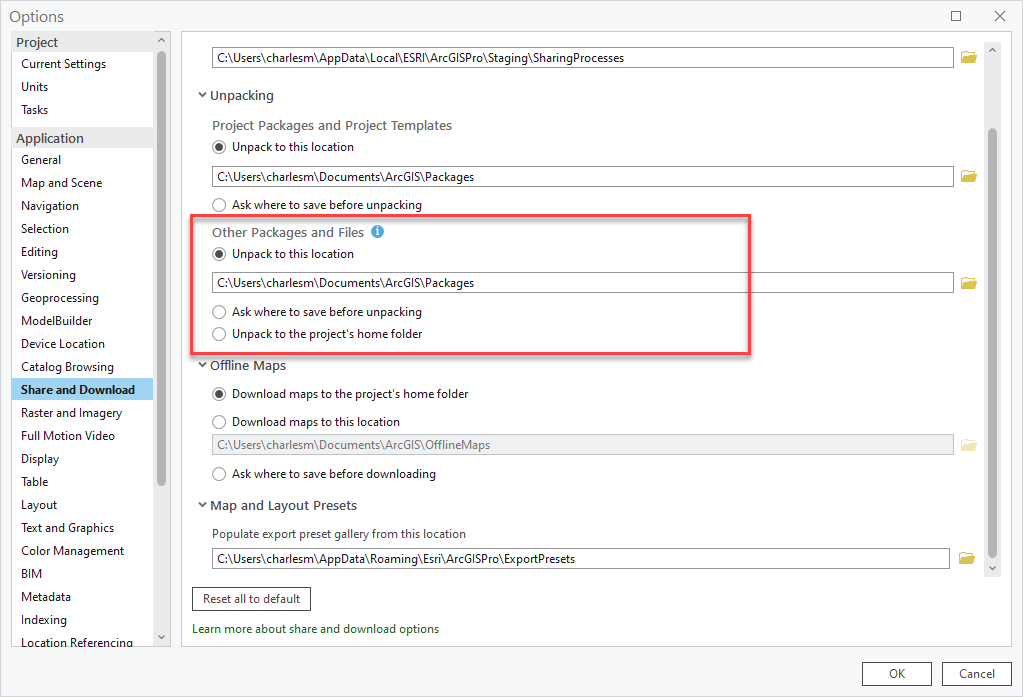 Options
Project
Current Settings
Units
Tasks
Application
General
Map and Scene
Navigation
Selection
Editing
Versioning
Geoprocessing
ModelBuilder
Device Location
Catalog Browsing
Share and Download
Raster and Imagery
Full Motion Video
Display
Table
Layout
Text and Graphics
Color Management
BIM
Metadata
Indexing
Location Referencing
C:\Users\charlesm\AppData\Local\ESRI\ArcGISPro\Staging\SharingProcesses
Unpacking
Project Packages and Project Templates
Unpack to this location
C:\Users\charlesm\Documents\ArcGIS\Packages
Ask where to save before unpacking
Other Packages and Files
Unpack to this location
C:\Users\charlesm\Documents\ArcGIS\Packages
Ask where to save before unpacking
Unpack to the project's home folder
Offline Maps
Download maps to the project's home folder
Download maps to this location
C:\Users\charlesm\Documents\ArcGIS\OfflineMaps
Ask where to save before downloading
Map and Layout Presets
Populate export preset gallery from this location
C:\Users\charlesm\AppData\Roaming\Esri\ArcGISPro\ExportPresets
Reset all to default
Learn more about share and download options
OK
Cancel